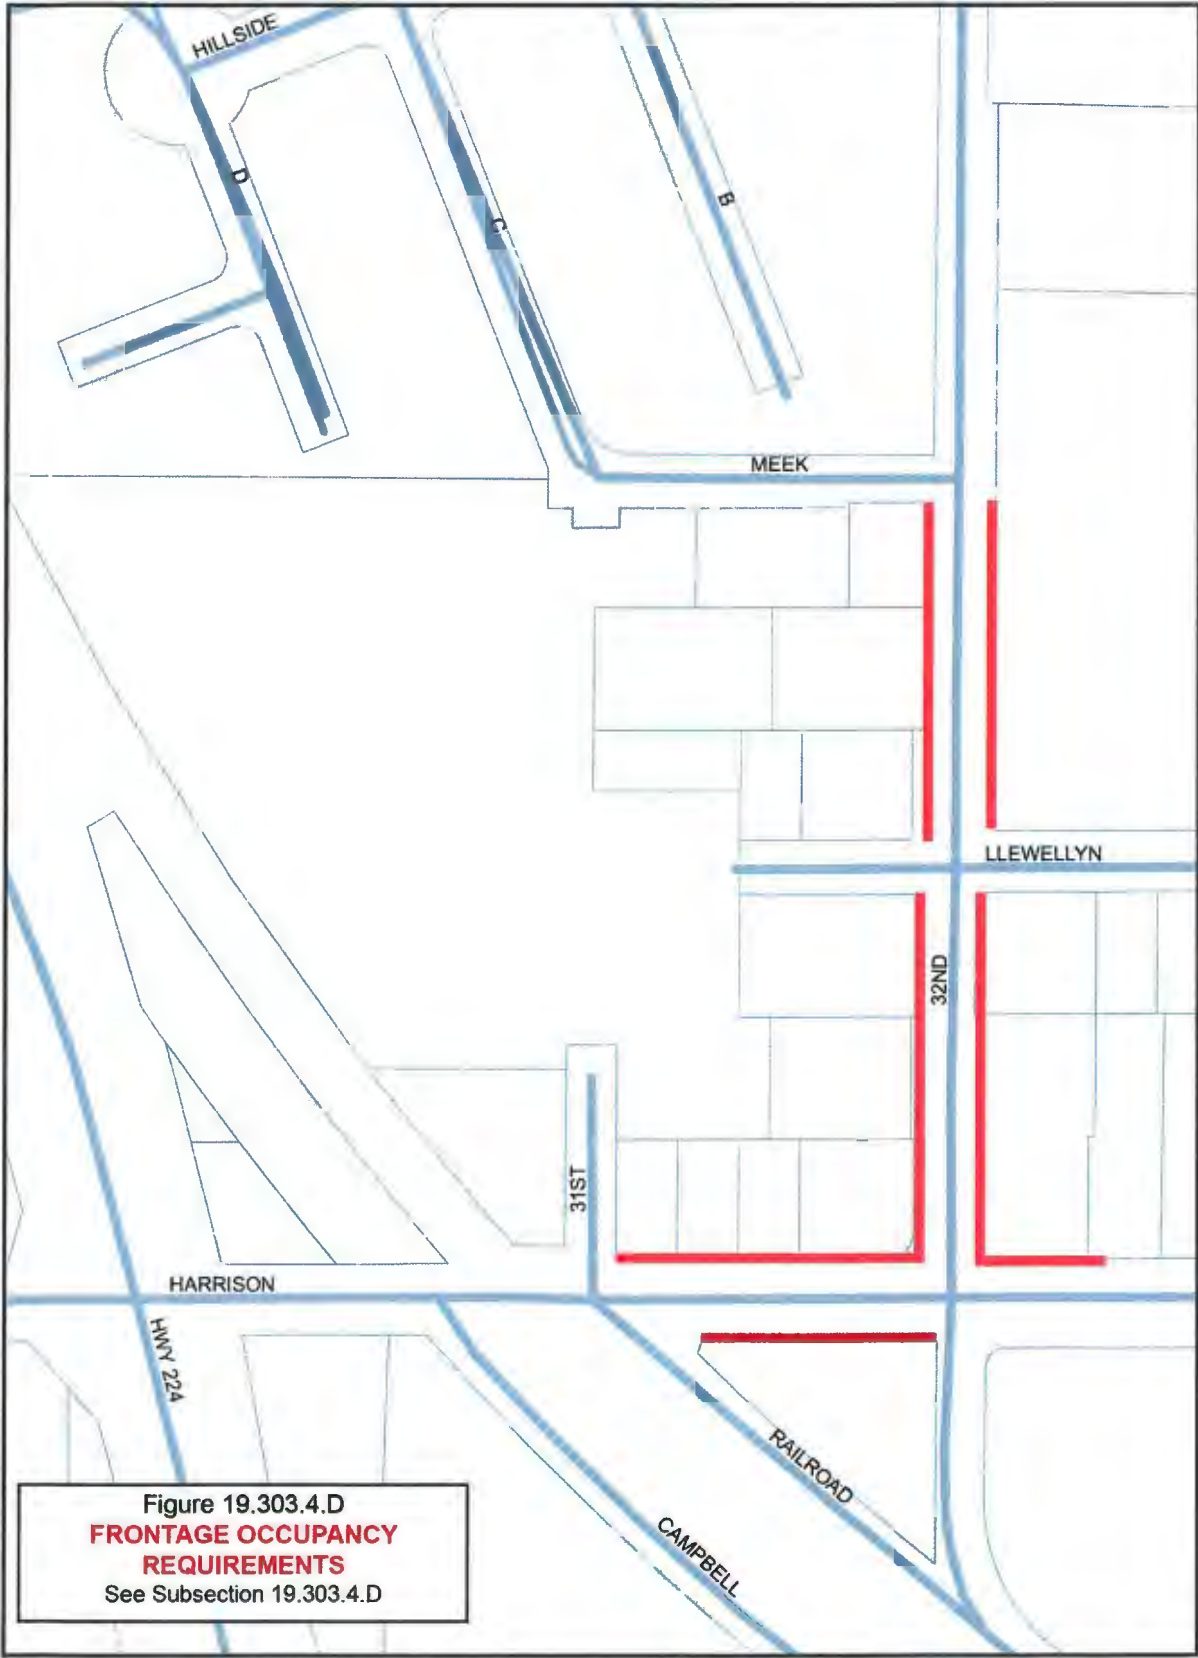 HILLSIDE
D
C
B
MEEK
LLEWELLYN
32ND
31ST
HARRISON
HWY 224
RAILROAD
CAMPBELL
Figure 19.303.4.D
FRONTAGE OCCUPANCY
REQUIREMENTS
See Subsection 19.303.4.D